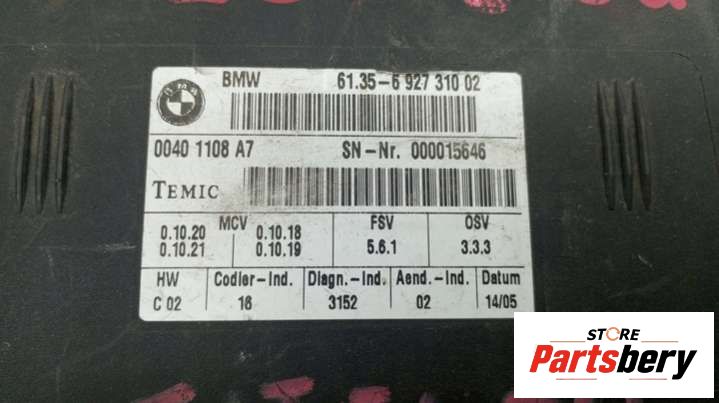 BMW 61.35-6 927 31002
0040 1108 A7 SN-Nr. 000015646
TEMIC
MCV FSV OSV
0.10.20 0.10.18
0.10.21 0.10.19 5.6.1 3.3.3
HW Codier-Ind. Diagn.-Ind. Aend.-Ind. Datum
C 02 16 3152 02 14/05
STORE
Partsbery